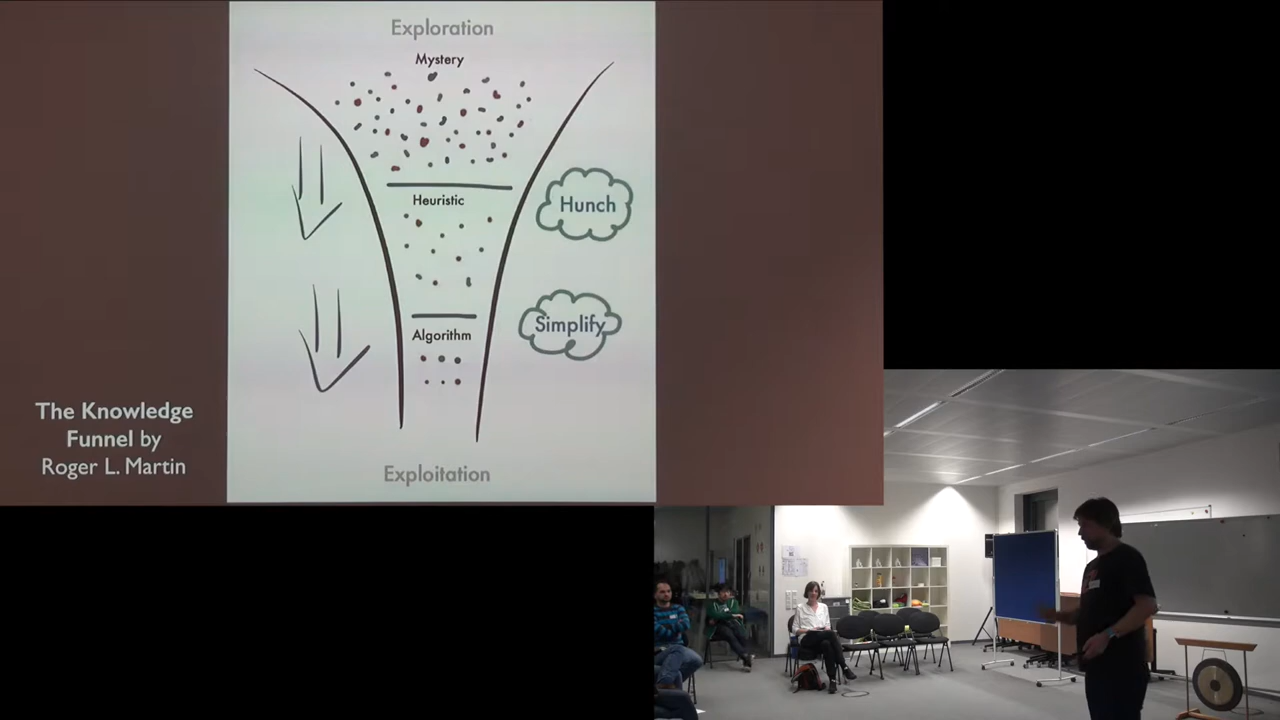 Exploration
Mystery
Heuristic
Hunch
Algorithm
Simplify
The Knowledge
Funnel by
Roger L. Martin
Exploitation